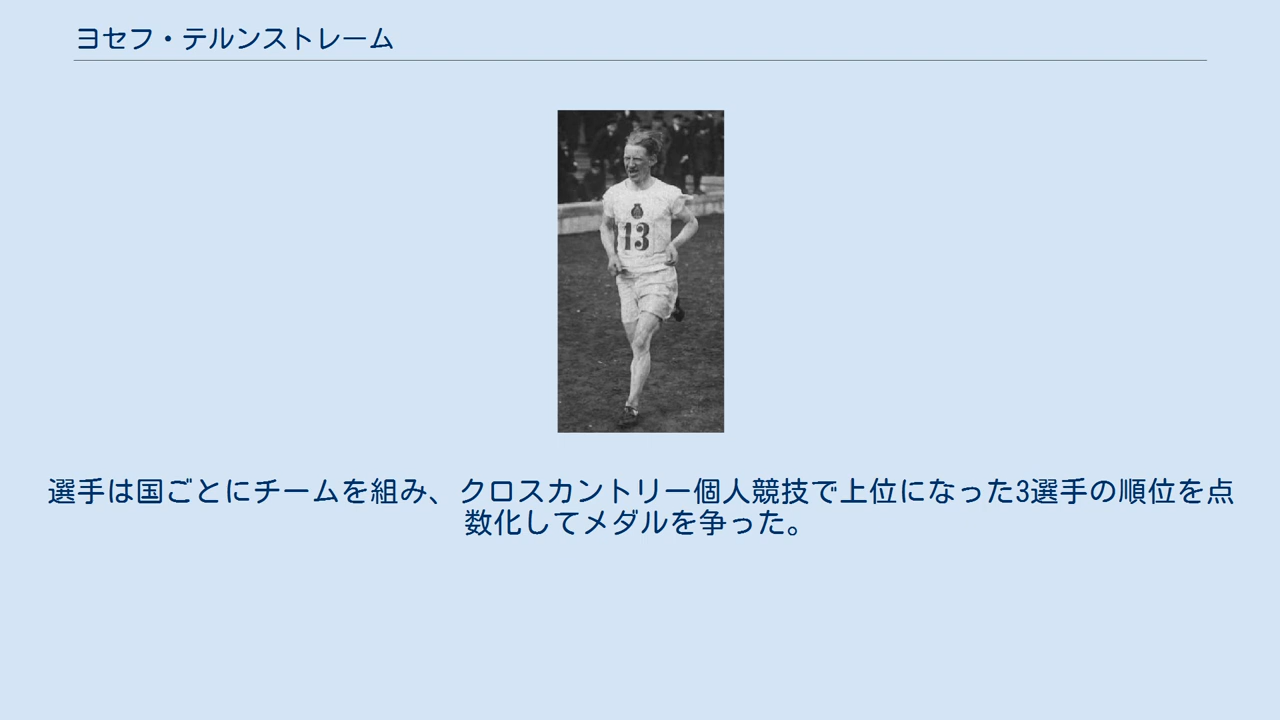 ヨセフ・テルンストレーム
13
選手は国ごとにチームを組み、クロスカントリー個人競技で上位になった3選手の順位を点
数化してメダルを争った。